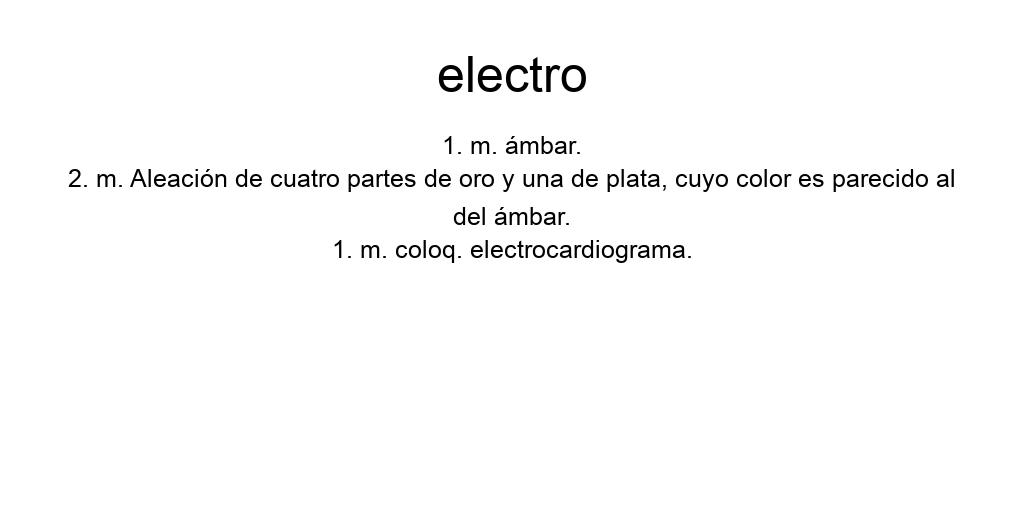 electro
1. m. ámbar.
2. m. Aleación de cuatro partes de oro y una de plata, cuyo color es parecido al
del ámbar.
1. m. coloq. electrocardiograma.